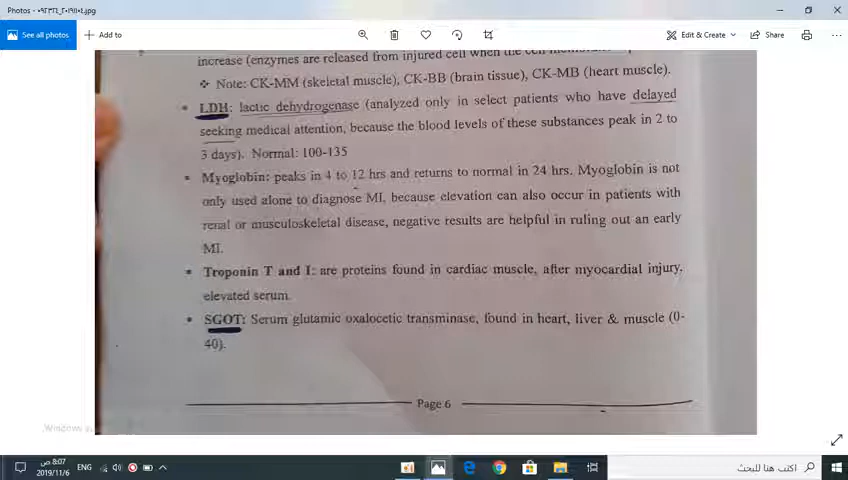 Photos - ٢٠١٩١١٠٤_٠٩٢٣٢٦.jpg
See all photos
Add to
Edit & Create
Share
increase (enzymes are released from injured cell when the cell
Note: CK-MM (skeletal muscle), CK-BB (brain tissue), CK-MB (heart muscle).
LDH: lactic dehydrogenase (analyzed only in select patients who have delayed
seeking medical attention, because the blood levels of these substances peak in 2 to
3 days). Normal: 100-135
Myoglobin: peaks in 4 to 12 hrs and returns to normal in 24 hrs. Myoglobin is not
only used alone to diagnose MI, because elevation can also occur in patients with
renal or musculoskeletal disease, negative results are helpful in ruling out an early
MI.
Troponin T and I: are proteins found in cardiac muscle, after myocardial injury,
elevated serum.
SGOT: Serum glutamic oxalocetic transminase, found in heart, liver & muscle (0-
40).
Page 6
Windows
ENG
8:07 ص
2019/11/6
اكتب هنا للبحث